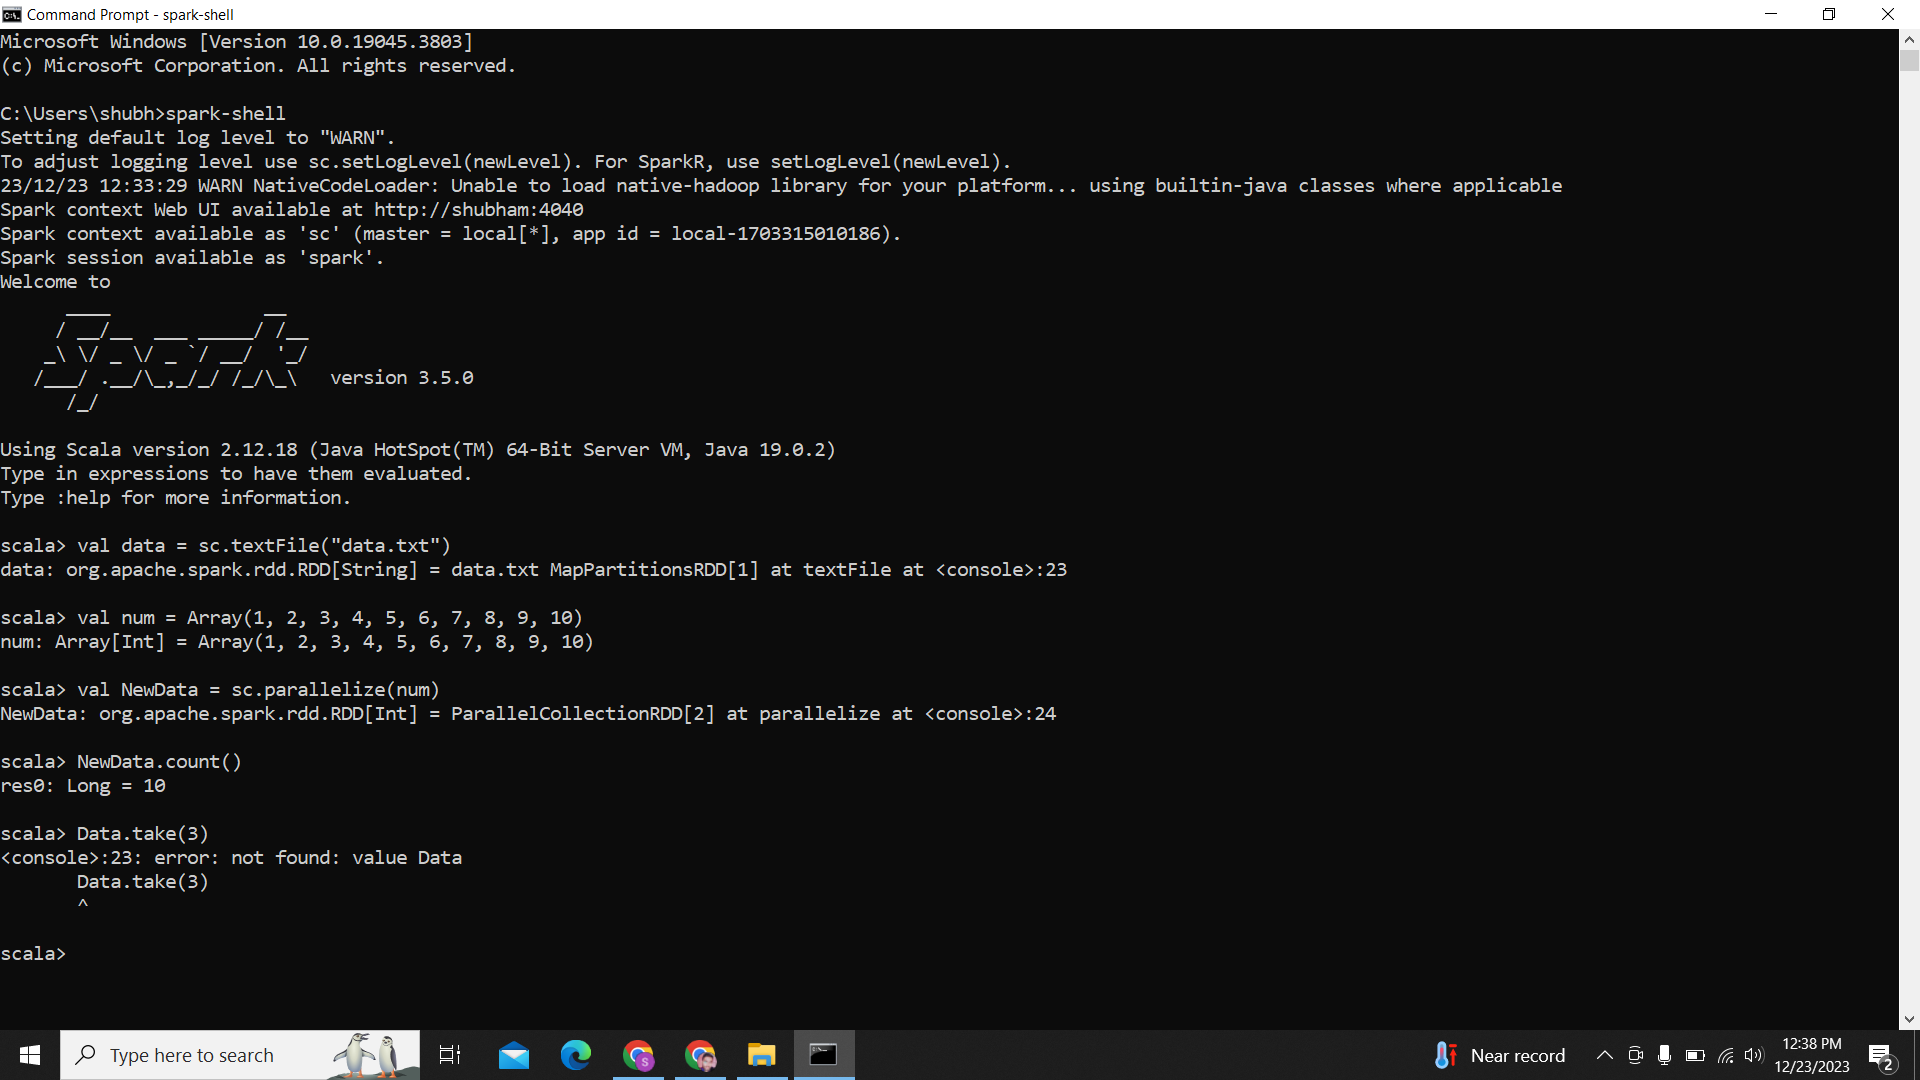 Command Prompt - spark-shell
Microsoft Windows [Version 10.0.19045.3803]
(c) Microsoft Corporation. All rights reserved.
C:\Users\shubh>spark-shell
Setting default log level to "WARN".
To adjust logging level use sc.setLogLevel(newLevel). For SparkR, use setLogLevel(newLevel).
23/12/23 12:33:29 WARN NativeCodeLoader: Unable to load native-hadoop library for your platform... using builtin-java classes where applicable
Spark context Web UI available at http://shubham:4040
Spark context available as 'sc' (master = local[*], app id = local-1703315010186).
Spark session available as 'spark'.
Welcome to
      ____              __
     / __/__  ___ _____/ /__
    _\ \/ _ \/ _ `/ __/  '_/
   /___/ .__/\_,_/_/ /_/\_\   version 3.5.0
      /_/
Using Scala version 2.12.18 (Java HotSpot(TM) 64-Bit Server VM, Java 19.0.2)
Type in expressions to have them evaluated.
Type :help for more information.
scala> val data = sc.textFile("data.txt")
data: org.apache.spark.rdd.RDD[String] = data.txt MapPartitionsRDD[1] at textFile at <console>:23
scala> val num = Array(1, 2, 3, 4, 5, 6, 7, 8, 9, 10)
num: Array[Int] = Array(1, 2, 3, 4, 5, 6, 7, 8, 9, 10)
scala> val NewData = sc.parallelize(num)
NewData: org.apache.spark.rdd.RDD[Int] = ParallelCollectionRDD[2] at parallelize at <console>:24
scala> NewData.count()
res0: Long = 10
scala> Data.take(3)
<console>:23: error: not found: value Data
       Data.take(3)
       ^
scala>
Type here to search
S
Near record
12:38 PM
12/23/2023
2